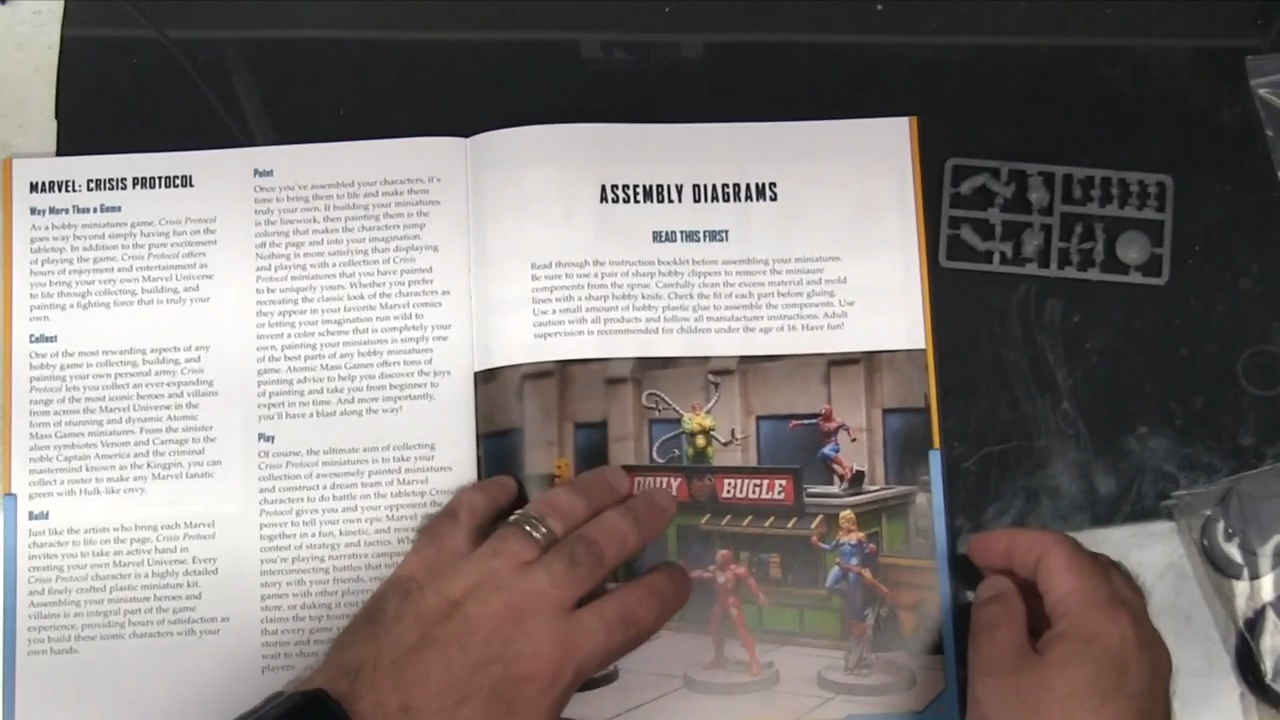 MARVEL: CRISIS PROTOCOL
Way More Than a Game
As a hobby miniatures game, Crisis Protocol
goes way beyond simply having fun on the
tabletop. In addition to the pure excitement
of playing the game, Crisis Protocol offers
hours of enjoyment and entertainment as
you bring your very own Marvel Universe
to life through collecting, building, and
painting a fighting force that is truly your
own.
Collect
One of the most rewarding aspects of any
hobby game is collecting, building, and
painting your own personal army. Crisis
Protocol lets you collect an ever-expanding
range of the most iconic heroes and villains
from across the Marvel Universe in the
form of stunning and dynamic Atomic
Mass Games miniatures. From the sinister
alien symbiotes Venom and Carnage to the
noble Captain America and the criminal
mastermind known as the Kingpin, you can
collect a roster to make any Marvel fanatic
green with Hulk-like envy.
Build
Just like the artists who bring each Marvel
character to life on the page, Crisis Protocol
invites you to take an active hand in
creating your own Marvel Universe. Every
Crisis Protocol character is a highly detailed
and finely crafted plastic miniature kit.
Assembling your miniature heroes and
villains is an integral part of the game
experience, providing hours of satisfaction as
you build these iconic characters with your
own hands.
Paint
Once you've assembled your characters, it's
time to bring them to life and make them
truly your own. If building your miniatures
is the linework, then painting them is the
coloring that makes the characters jump
off the page and into your imagination.
Nothing is more satisfying than displaying
and playing with a collection of Crisis
Protocol miniatures that you have painted
to be uniquely yours. Whether you prefer
recreating the classic look of the characters as
they appear in your favorite Marvel comics
or letting your imagination run wild to
invent a color scheme that is completely your
own, painting your miniatures is simply one
of the best parts of any hobby miniatures
game. Atomic Mass Games offers tons of
painting advice to help you discover the joys
of painting and take you from beginner to
expert in no time. And more importantly,
you'll have a blast along the way!
Play
Of course, the ultimate aim of collecting
Crisis Protocol miniatures is to take your
collection of awesomely painted miniatures
and construct a dream team of Marvel
characters to do battle on the tabletop. Crisis
Protocol gives you and your opponent the
power to tell your own epic Marvel
together in a fun, kinetic, and
contest of strategy and tactics.
you're playing narrative
interconnecting battles that
story with your friends,
games with other players
store, or duking it out
claims the top
that every game
stories and
wait to share
players.
ASSEMBLY DIAGRAMS
READ THIS FIRST
Read through the instruction booklet before assembling your miniatures.
Be sure to use a pair of sharp hobby clippers to remove the miniaure
components from the sprue. Carefully clean the excess material and mold
lines with a sharp hobby knife. Check the fit of each part before gluing.
Use a small amount of hobby plastic glue to assemble the components. Use
caution with all products and follow all manufacturer instructions. Adult
supervision is recommended for children under the age of 16. Have fun!
DAILY BUGLE